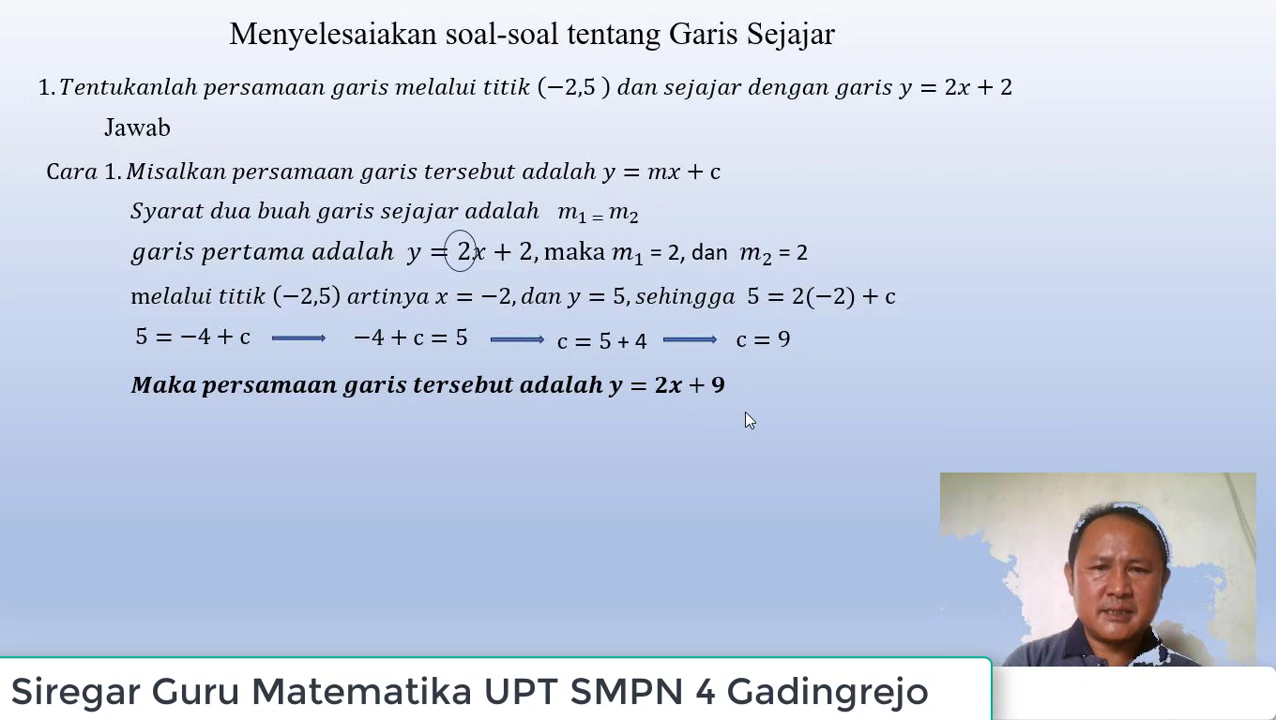 Menyelesaiakan soal-soal tentang Garis Sejajar
1. Tentukanlah persamaan garis melalui titik (−2,5 ) dan sejajar dengan garis y = 2x + 2
Jawab
Cara 1. Misalkan persamaan garis tersebut adalah y = mx + c
Syarat dua buah garis sejajar adalah m₁ = m₂
garis pertama adalah y = 2x + 2, maka m₁ = 2, dan m₂ = 2
melalui titik (−2,5) artinya x = −2, dan y = 5, sehingga 5 = 2(−2) + c
5 = −4 + c ⟶ −4 + c = 5 ⟶ c = 5 + 4 ⟶ c = 9
Maka persamaan garis tersebut adalah y = 2x + 9
Siregar Guru Matematika UPT SMPN 4 Gadingrejo